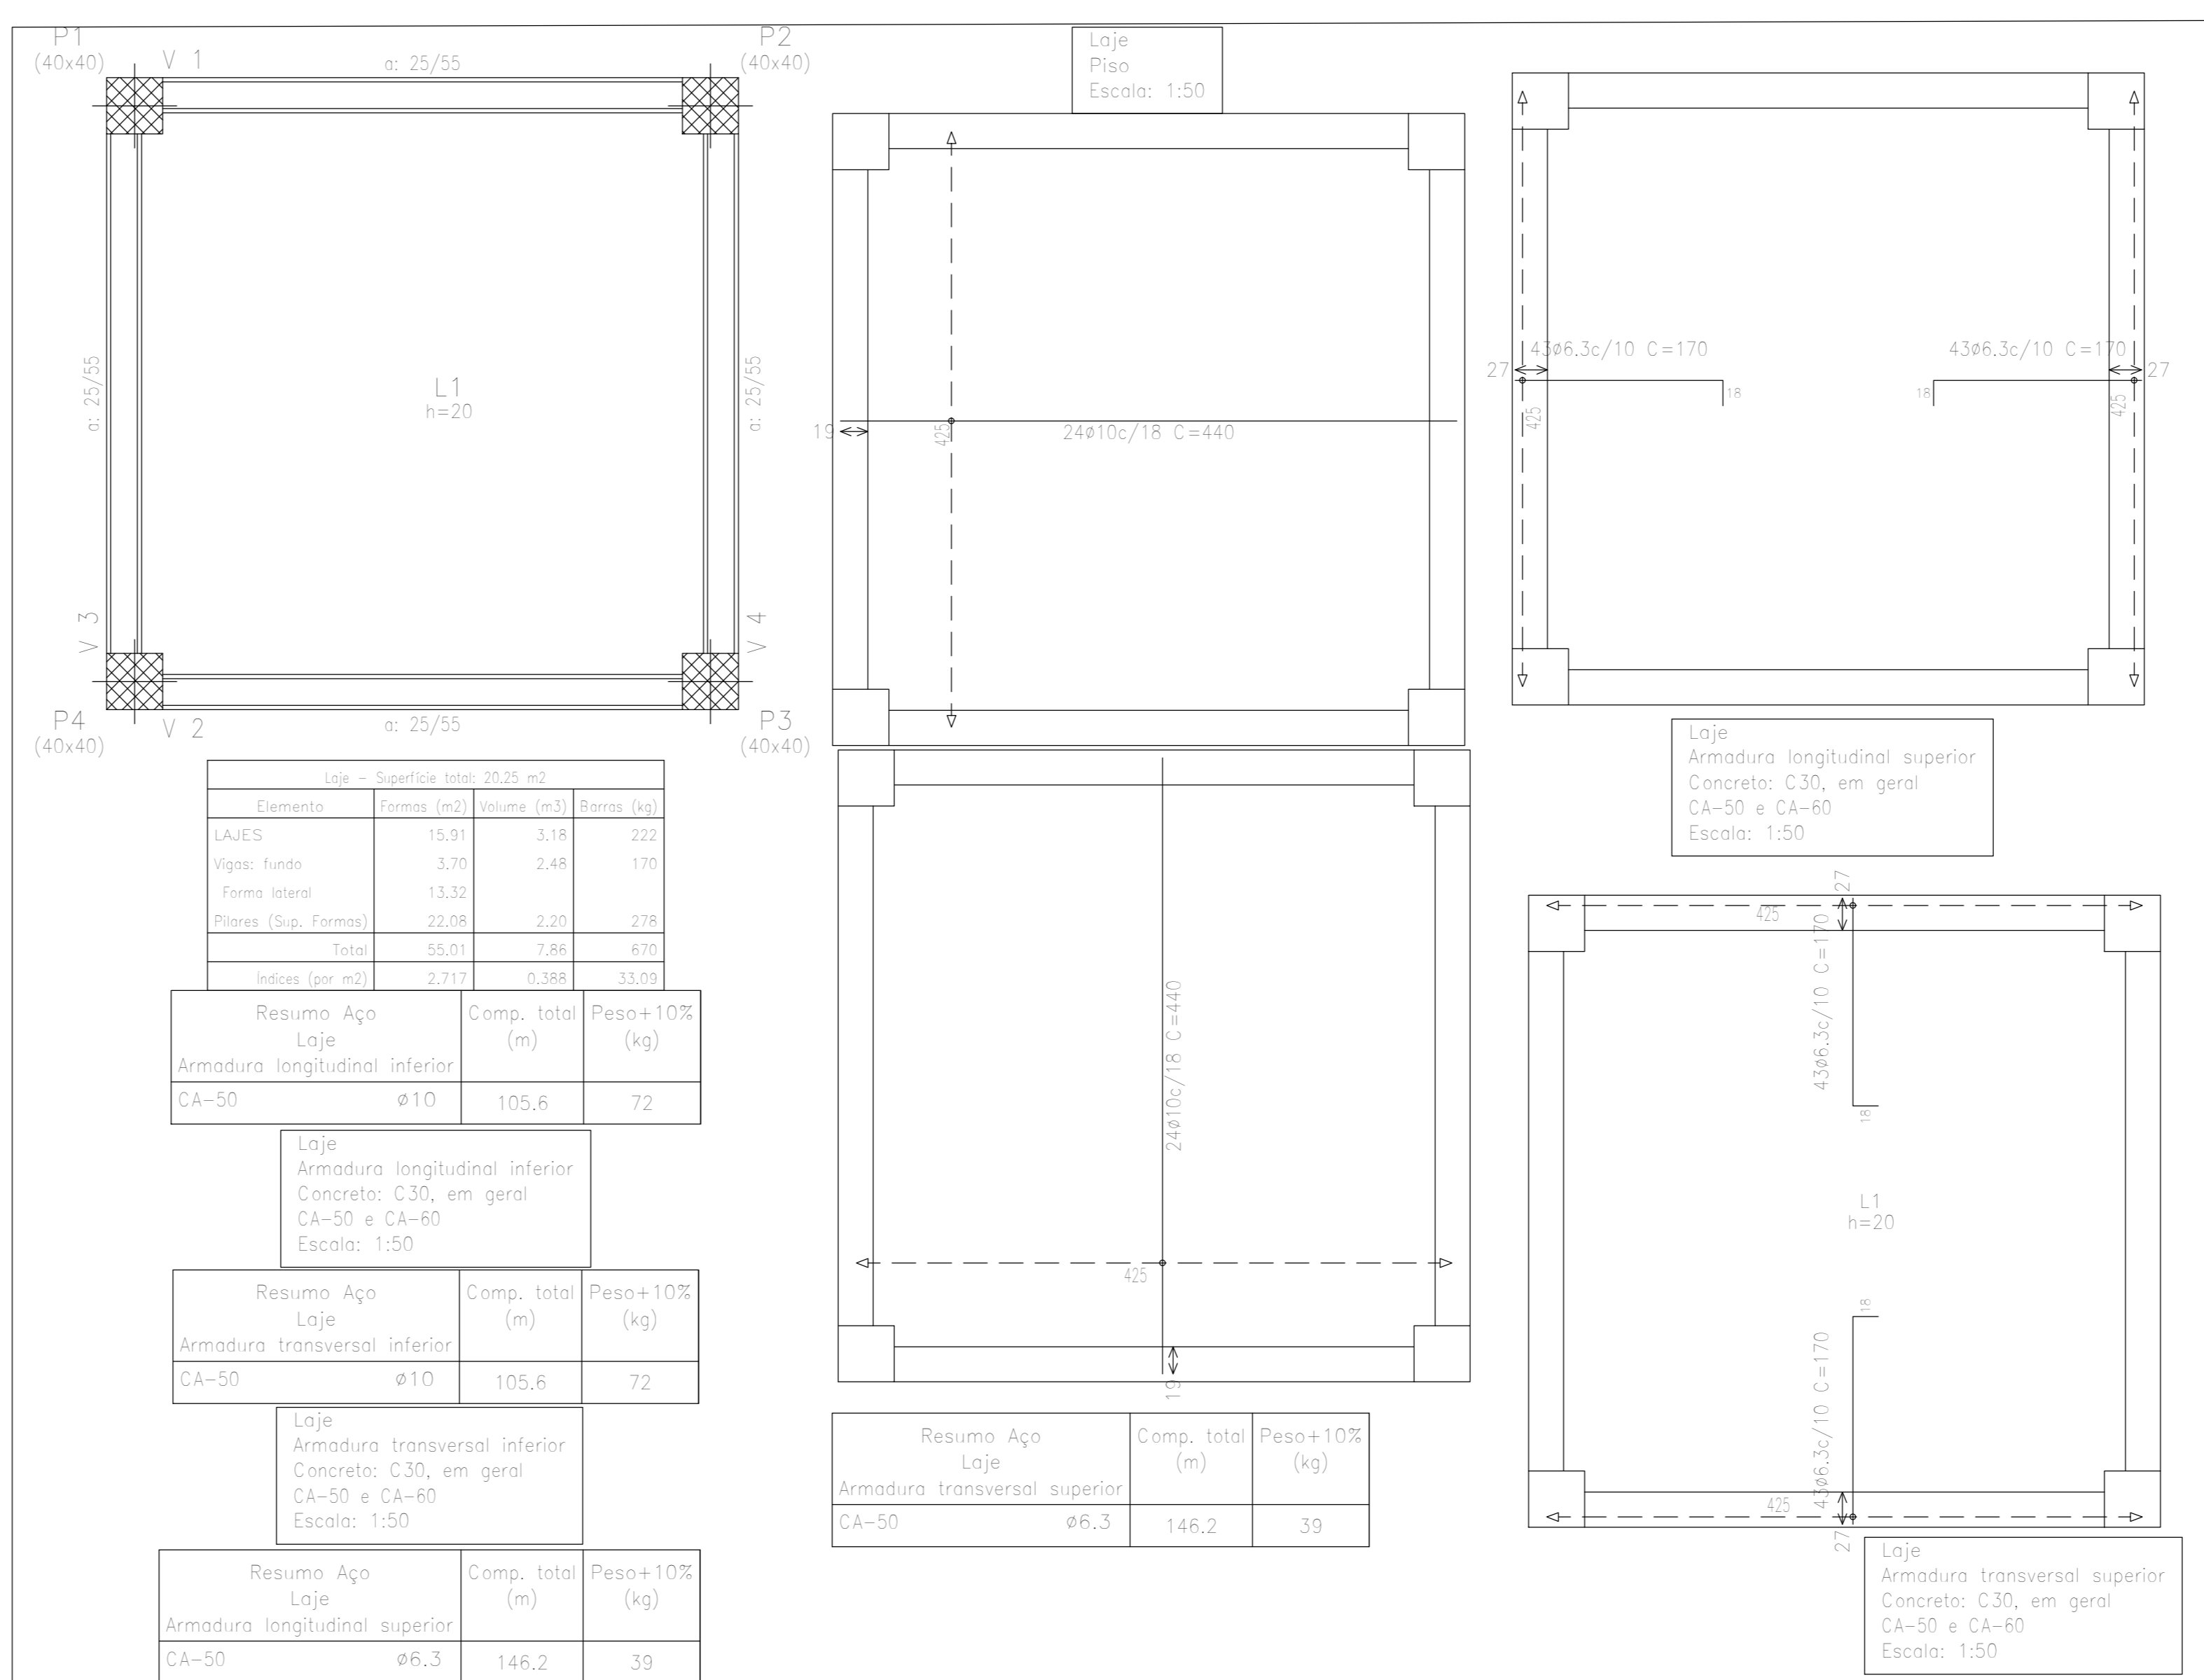 P1
(40x40)
V 1
a: 25/55
P2
(40x40)
a: 25/55
L1
h=20
a: 25/55
V 3
V 4
P4
(40x40)
V 2
a: 25/55
P3
(40x40)
Laje
Piso
Escala: 1:50
19
425
24ø10c/18 C=440
43ø6.3c/10 C=170
27
18
425
43ø6.3c/10 C=170
27
18
425
Laje
Armadura longitudinal superior
Concreto: C30, em geral
CA-50 e CA-60
Escala: 1:50
Laje - Superfície total: 20.25 m2
Elemento Formas (m2) Volume (m3) Barras (kg)
LAJES 15.91 3.18 222
Vigas: fundo 3.70 2.48 170
Forma lateral 13.32
Pilares (Sup. Formas) 22.08 2.20 278
Total 55.01 7.86 670
Índices (por m2) 2.717 0.388 33.09
Resumo Aço Comp. total Peso+10%
Laje (m) (kg)
Armadura longitudinal inferior
CA-50 ø10 105.6 72
Laje
Armadura longitudinal inferior
Concreto: C30, em geral
CA-50 e CA-60
Escala: 1:50
Resumo Aço Comp. total Peso+10%
Laje (m) (kg)
Armadura transversal inferior
CA-50 ø10 105.6 72
Laje
Armadura transversal inferior
Concreto: C30, em geral
CA-50 e CA-60
Escala: 1:50
Resumo Aço Comp. total Peso+10%
Laje (m) (kg)
Armadura longitudinal superior
CA-50 ø6.3 146.2 39
24ø10c/18 C=440
425
19
Resumo Aço Comp. total Peso+10%
Laje (m) (kg)
Armadura transversal superior
CA-50 ø6.3 146.2 39
27
425
43ø6.3c/10 C=170
18
L1
h=20
18
43ø6.3c/10 C=170
425
27
Laje
Armadura transversal superior
Concreto: C30, em geral
CA-50 e CA-60
Escala: 1:50